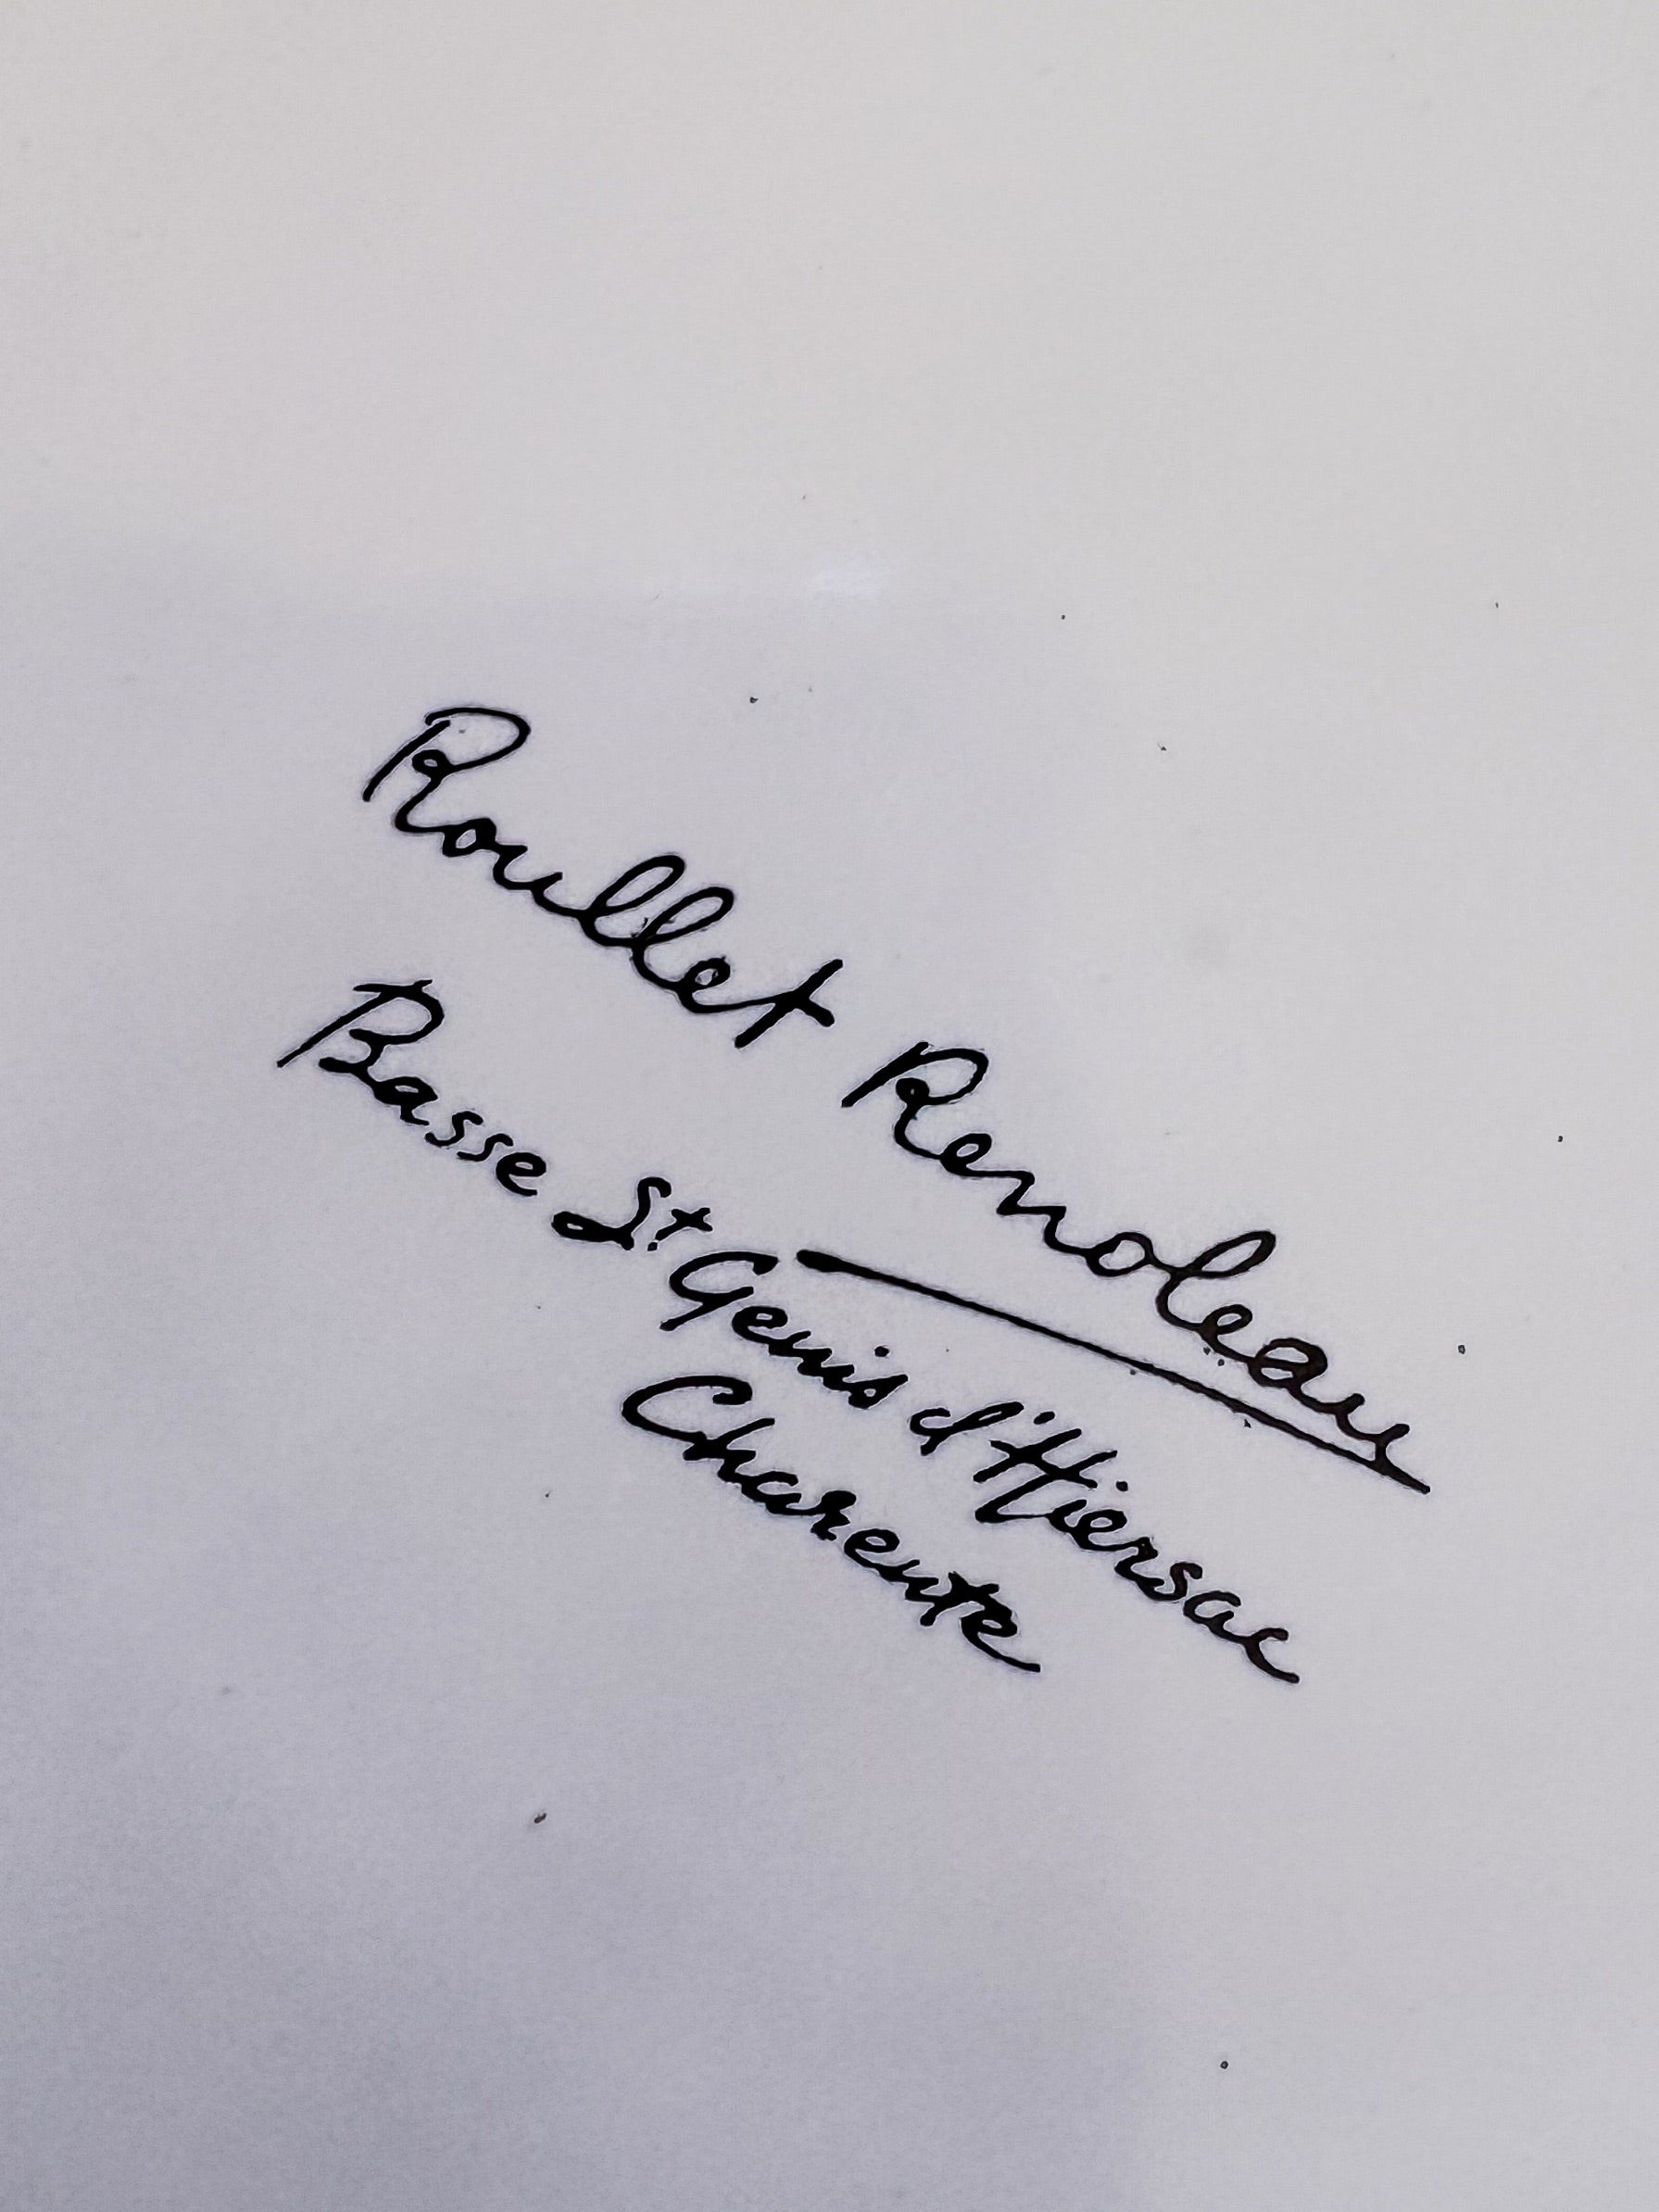 Roullet Renoleau
Basse St Genis d'Hiersac
Charente